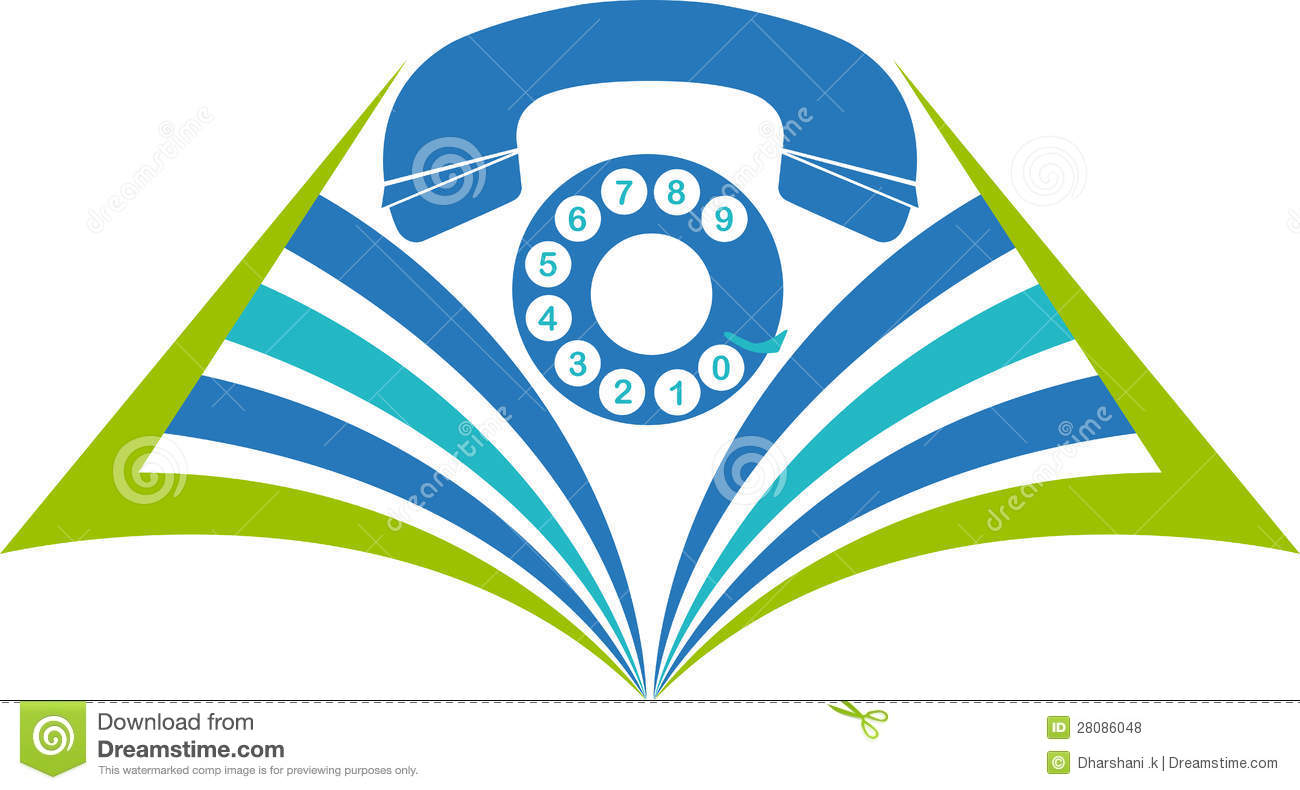 7 8
6 9
5
4
3 0
2 1
dreamstime
dreamstime
dreamstime
dreamstime
dreamstime
Download from
Dreamstime.com
This watermarked comp image is for previewing purposes only.
ID 28086048
© Dharshani .k | Dreamstime.com